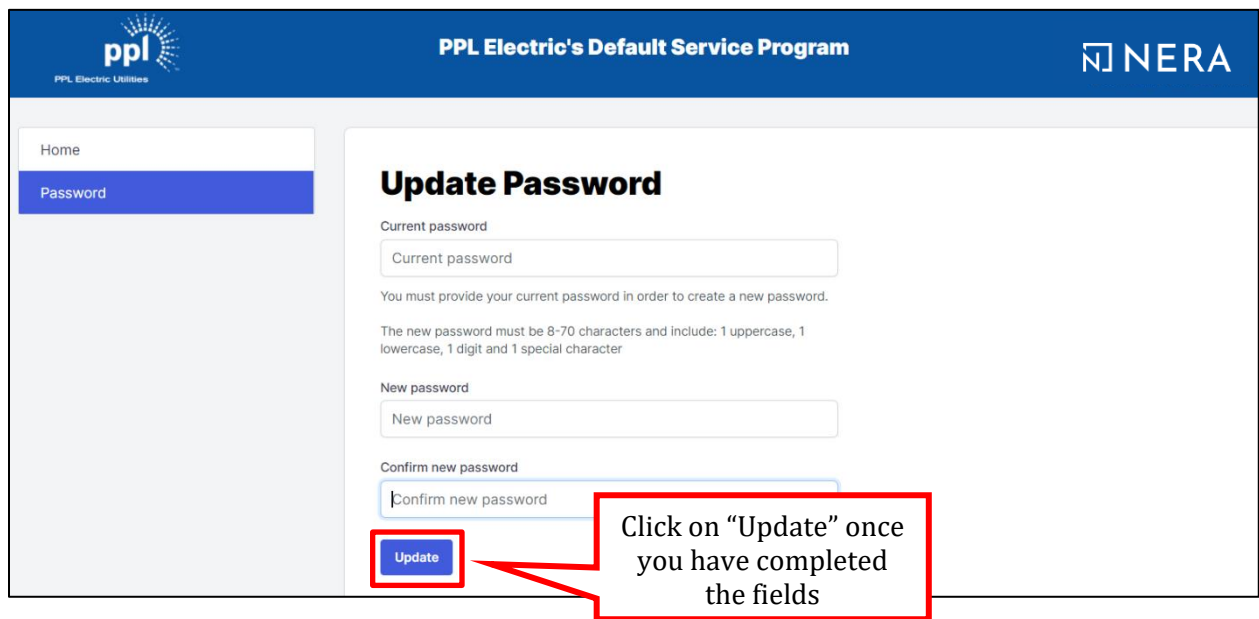 ppl
PPL Electric Utilities
PPL Electric's Default Service Program
NERA
Home
Password
Update Password
Current password
Current password
You must provide your current password in order to create a new password.
The new password must be 8-70 characters and include: 1 uppercase, 1
lowercase, 1 digit and 1 special character
New password
New password
Confirm new password
Confirm new password
Update
Click on “Update” once
you have completed
the fields